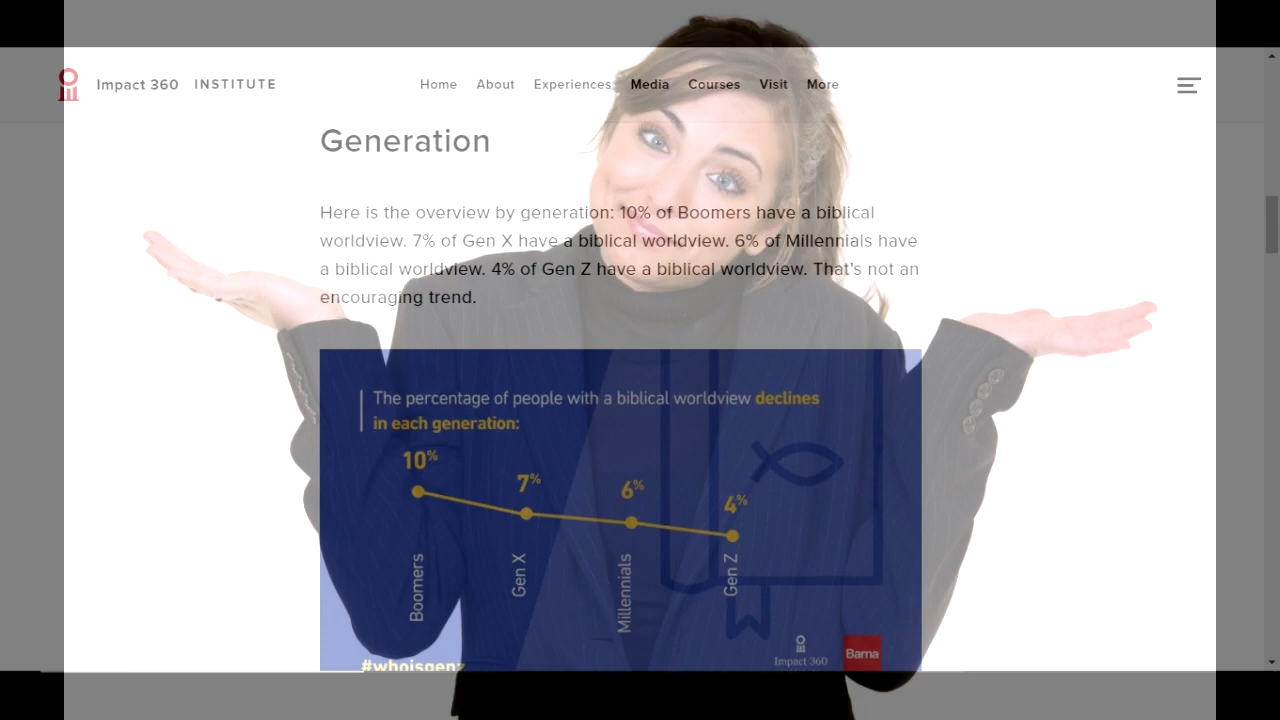 Impact 360 INSTITUTE
Home About Experiences Media Courses Visit More
Generation
Here is the overview by generation: 10% of Boomers have a biblical
worldview. 7% of Gen X have a biblical worldview. 6% of Millennials have
a biblical worldview. 4% of Gen Z have a biblical worldview. That's not an
encouraging trend.
The percentage of people with a biblical worldview declines
in each generation:
10%
7%
6%
4%
Boomers
Gen X
Millennials
Gen Z
Impact 360
Barna
#whoisgenz